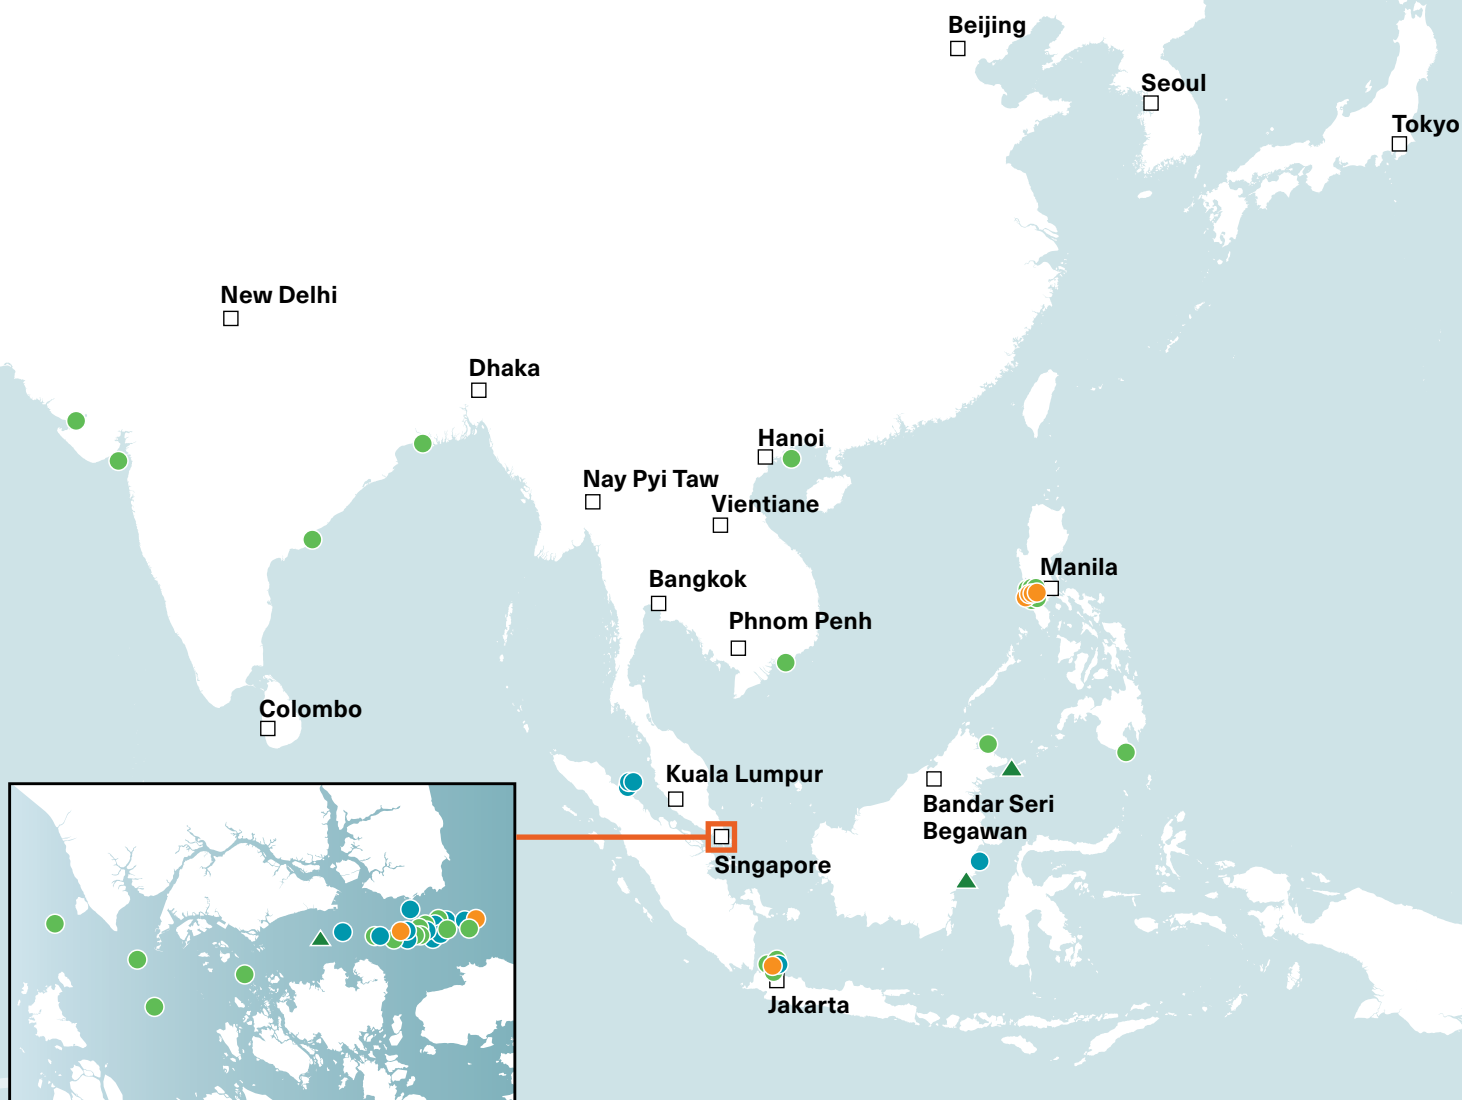 Beijing
Seoul
Tokyo
New Delhi
Dhaka
Hanoi
Nay Pyi Taw
Vientiane
Manila
Bangkok
Phnom Penh
Colombo
Kuala Lumpur
Bandar Seri
Begawan
Singapore
Jakarta